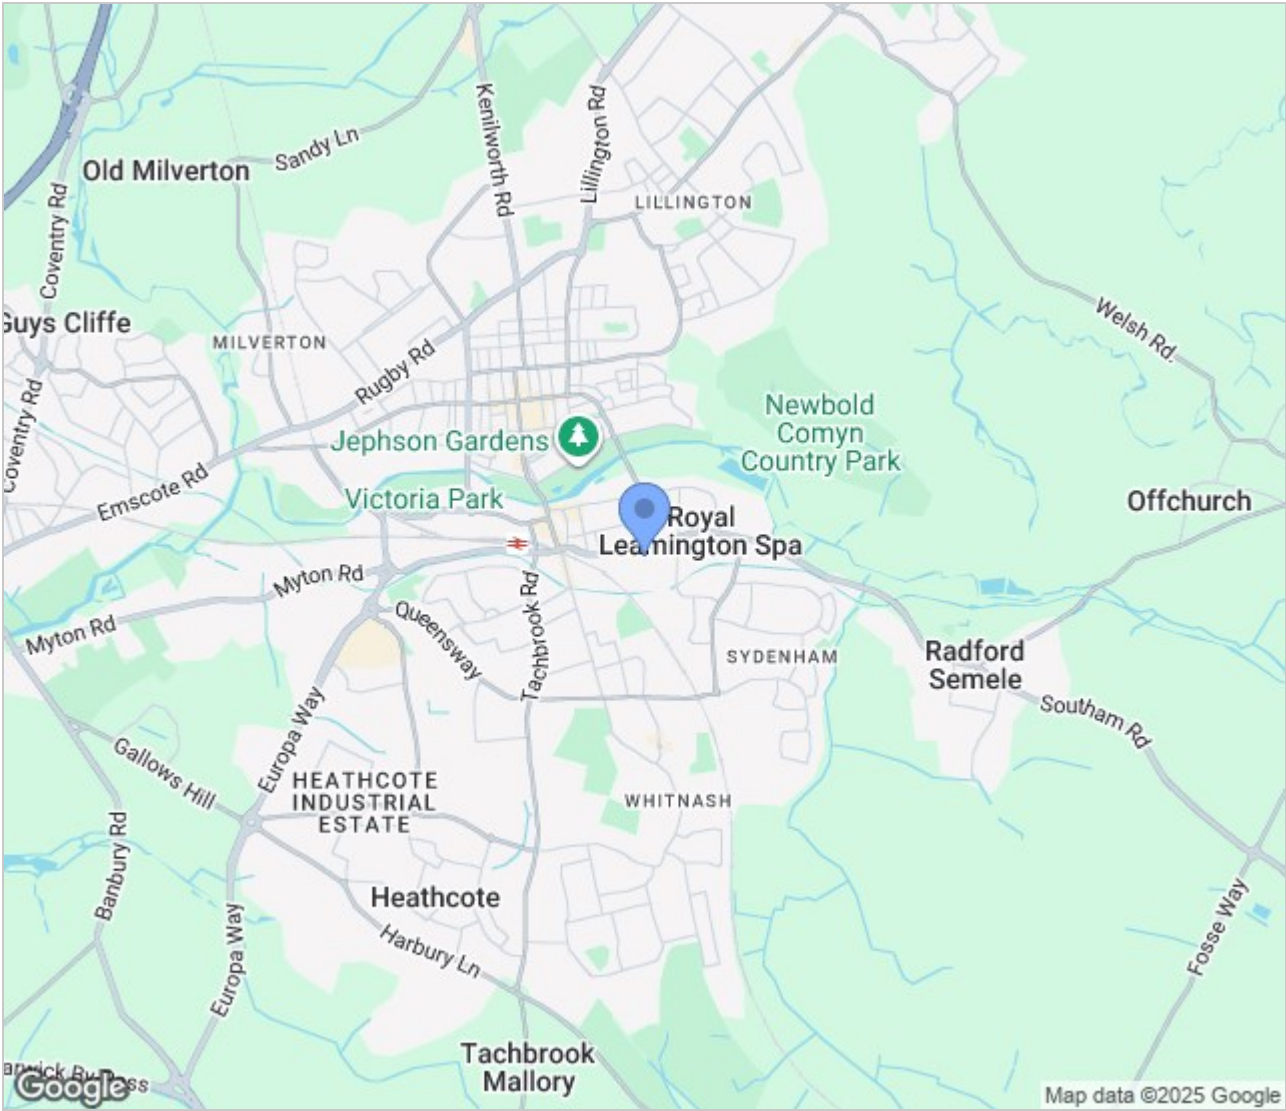 Kenilworth Rd
Lillington Rd
Sandy Ln
Old Milverton
LILLINGTON
Coventry Rd
Guys Cliffe
Welsh Rd.
MILVERTON
Rugby Rd
Coventry Rd
Newbold
Comyn
Country Park
Jephson Gardens
Emscote Rd
Victoria Park
Offchurch
Royal
Leamington Spa
Myton Rd
Myton Rd
Queensway
Tachbrook Rd
SYDENHAM
Radford
Semele
Southam Rd
Europa Way
Gallows Hill
HEATHCOTE
INDUSTRIAL
ESTATE
WHITNASH
Banbury Rd
Heathcote
Harbury Ln
Europa Way
Fosse Way
Tachbrook
Mallory
arwick By Pass
Google
Map data ©2025 Google